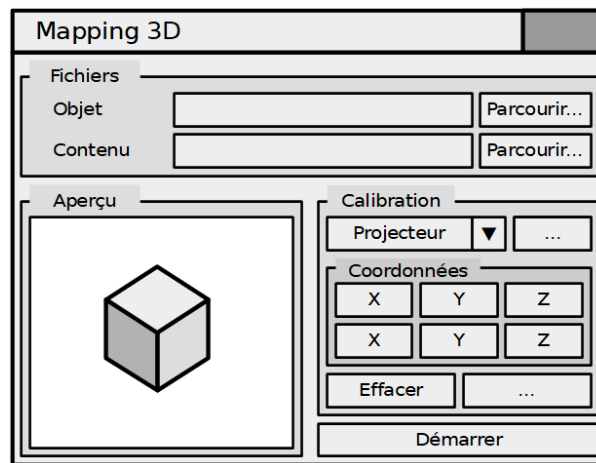 Mapping 3D
Fichiers
Objet
Parcourir...
Contenu
Parcourir...
Aperçu
Calibration
Projecteur ▼ ...
Coordonnées
X Y Z
X Y Z
Effacer ...
Démarrer